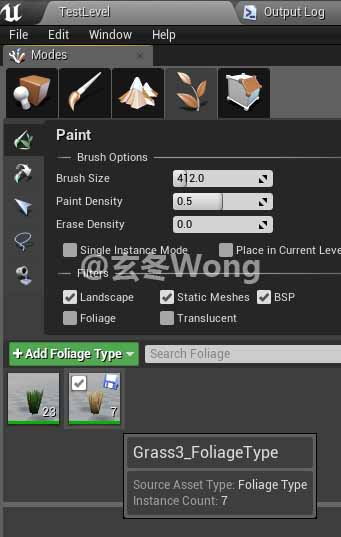 TestLevel
Output Log
File Edit Window Help
Modes
Paint
Brush Options
Brush Size 412.0
Paint Density 0.5
Erase Density 0.0
Single Instance Mode Place in Current Leve
@玄冬Wong
Filters
Landscape Static Meshes BSP
Foliage Translucent
+ Add Foliage Type Search Foliage
23 7
Grass3_FoliageType
Source Asset Type: Foliage Type
Instance Count: 7